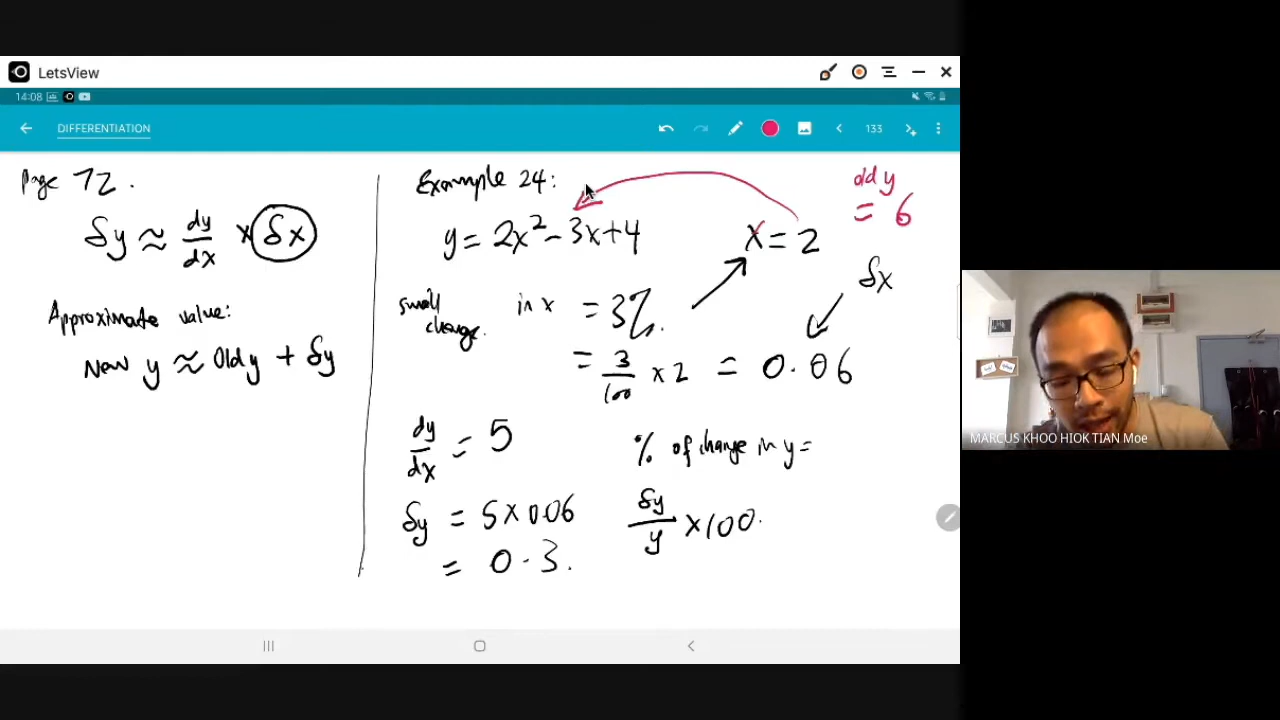 LetsView
14:08
DIFFERENTIATION
133
Page 72.
δy ≈ dy/dx × δx
Approximate value:
New y ≈ Old y + δy
Example 24:
y = 2x² - 3x + 4
x = 2
old y
= 6
δx
small change in x = 3%.
= 3/100 × 2 = 0.06
dy/dx = 5
δy = 5 × 0.06
= 0.3.
% of change in y =
δy/y × 100.
MARCUS KHOO HIOK TIAN Moe